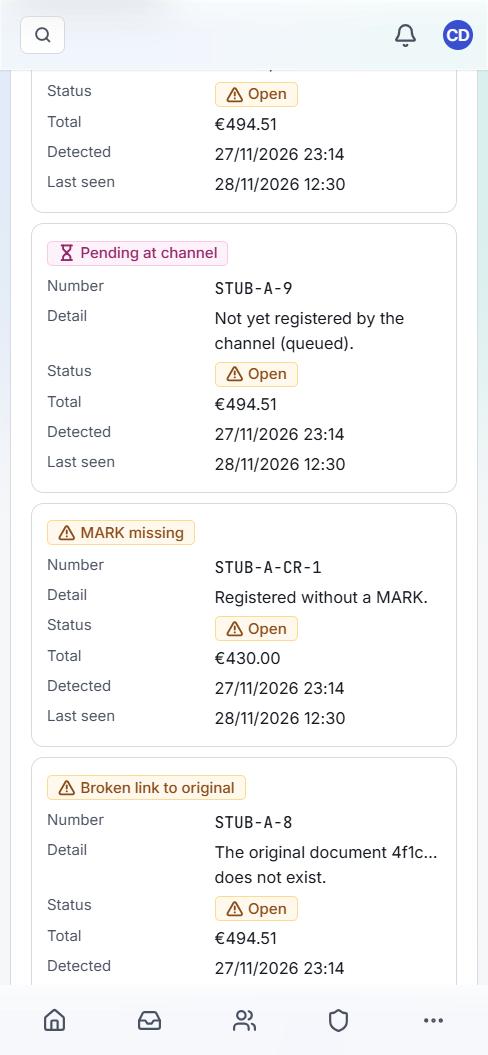 CD
Status Open
Total €494.51
Detected 27/11/2026 23:14
Last seen 28/11/2026 12:30
Pending at channel
Number STUB-A-9
Detail Not yet registered by the
channel (queued).
Status Open
Total €494.51
Detected 27/11/2026 23:14
Last seen 28/11/2026 12:30
MARK missing
Number STUB-A-CR-1
Detail Registered without a MARK.
Status Open
Total €430.00
Detected 27/11/2026 23:14
Last seen 28/11/2026 12:30
Broken link to original
Number STUB-A-8
Detail The original document 4f1c…
does not exist.
Status Open
Total €494.51
Detected 27/11/2026 23:14